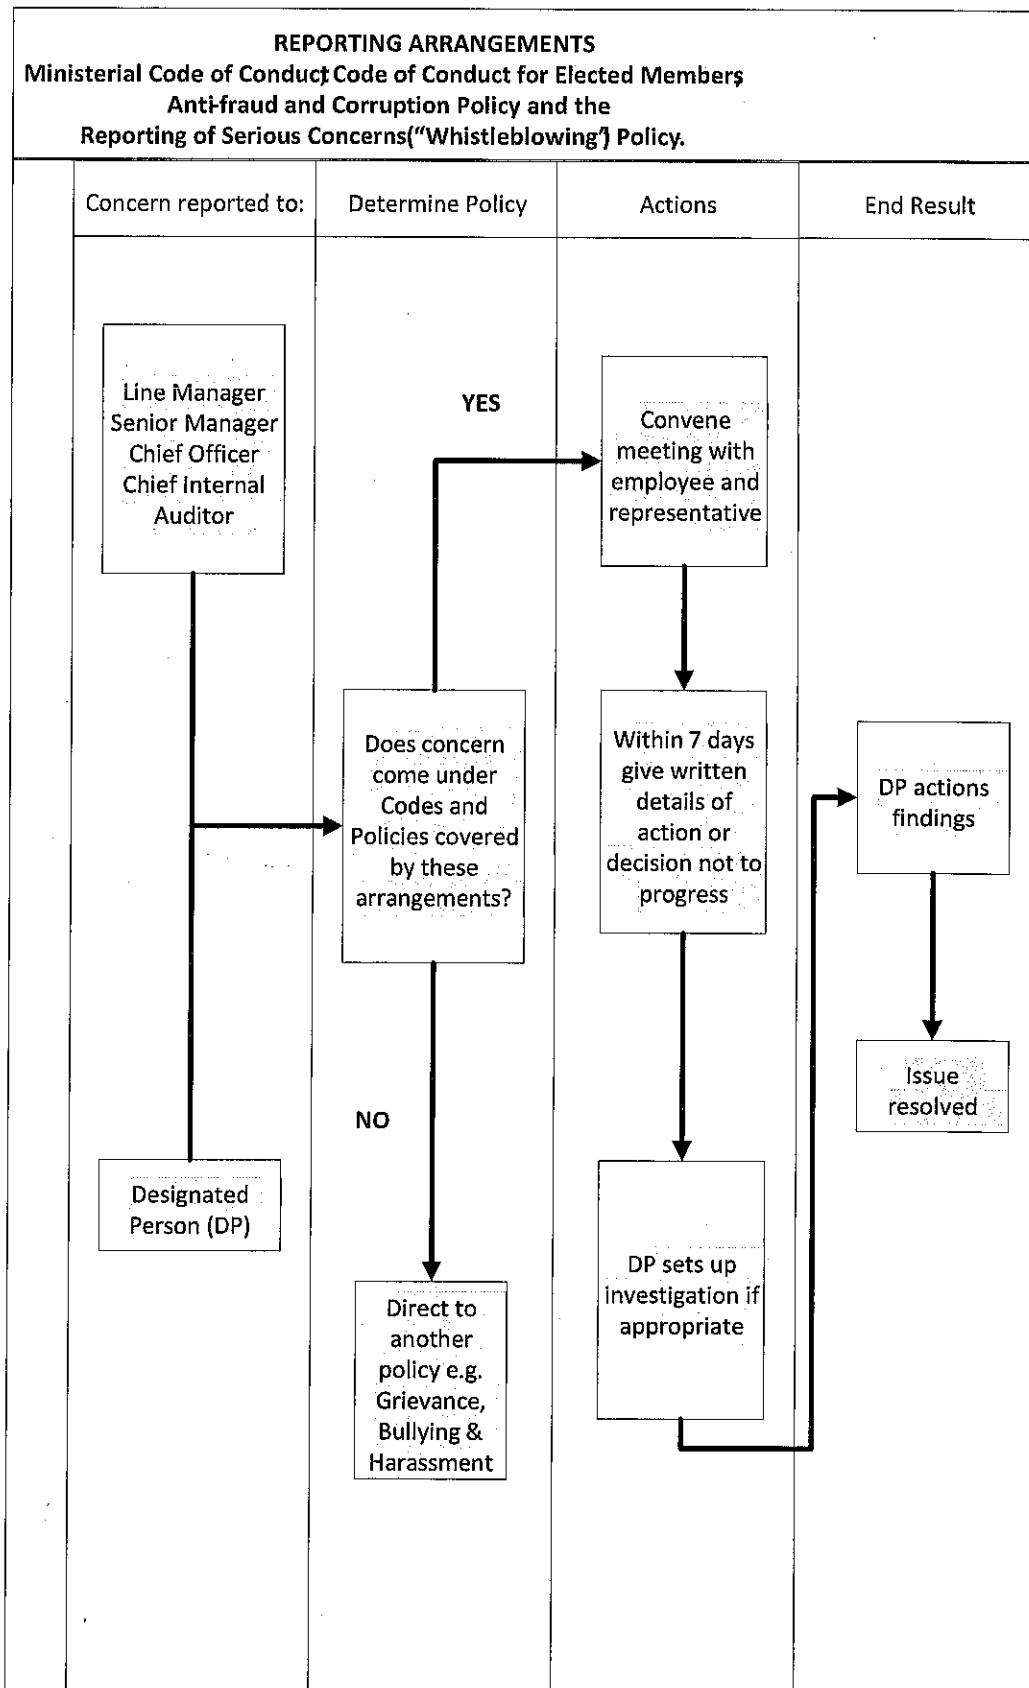 REPORTING ARRANGEMENTS
Ministerial Code of Conduct; Code of Conduct for Elected Members;
Anti-fraud and Corruption Policy and the
Reporting of Serious Concerns ("Whistleblowing") Policy.
Concern reported to:
Determine Policy
Actions
End Result
Line Manager
Senior Manager
Chief Officer
Chief Internal
Auditor
Designated
Person (DP)
YES
Does concern
come under
Codes and
Policies covered
by these
arrangements?
NO
Direct to
another
policy e.g.
Grievance,
Bullying &
Harassment
Convene
meeting with
employee and
representative
Within 7 days
give written
details of
action or
decision not to
progress
DP sets up
investigation if
appropriate
DP actions
findings
Issue
resolved